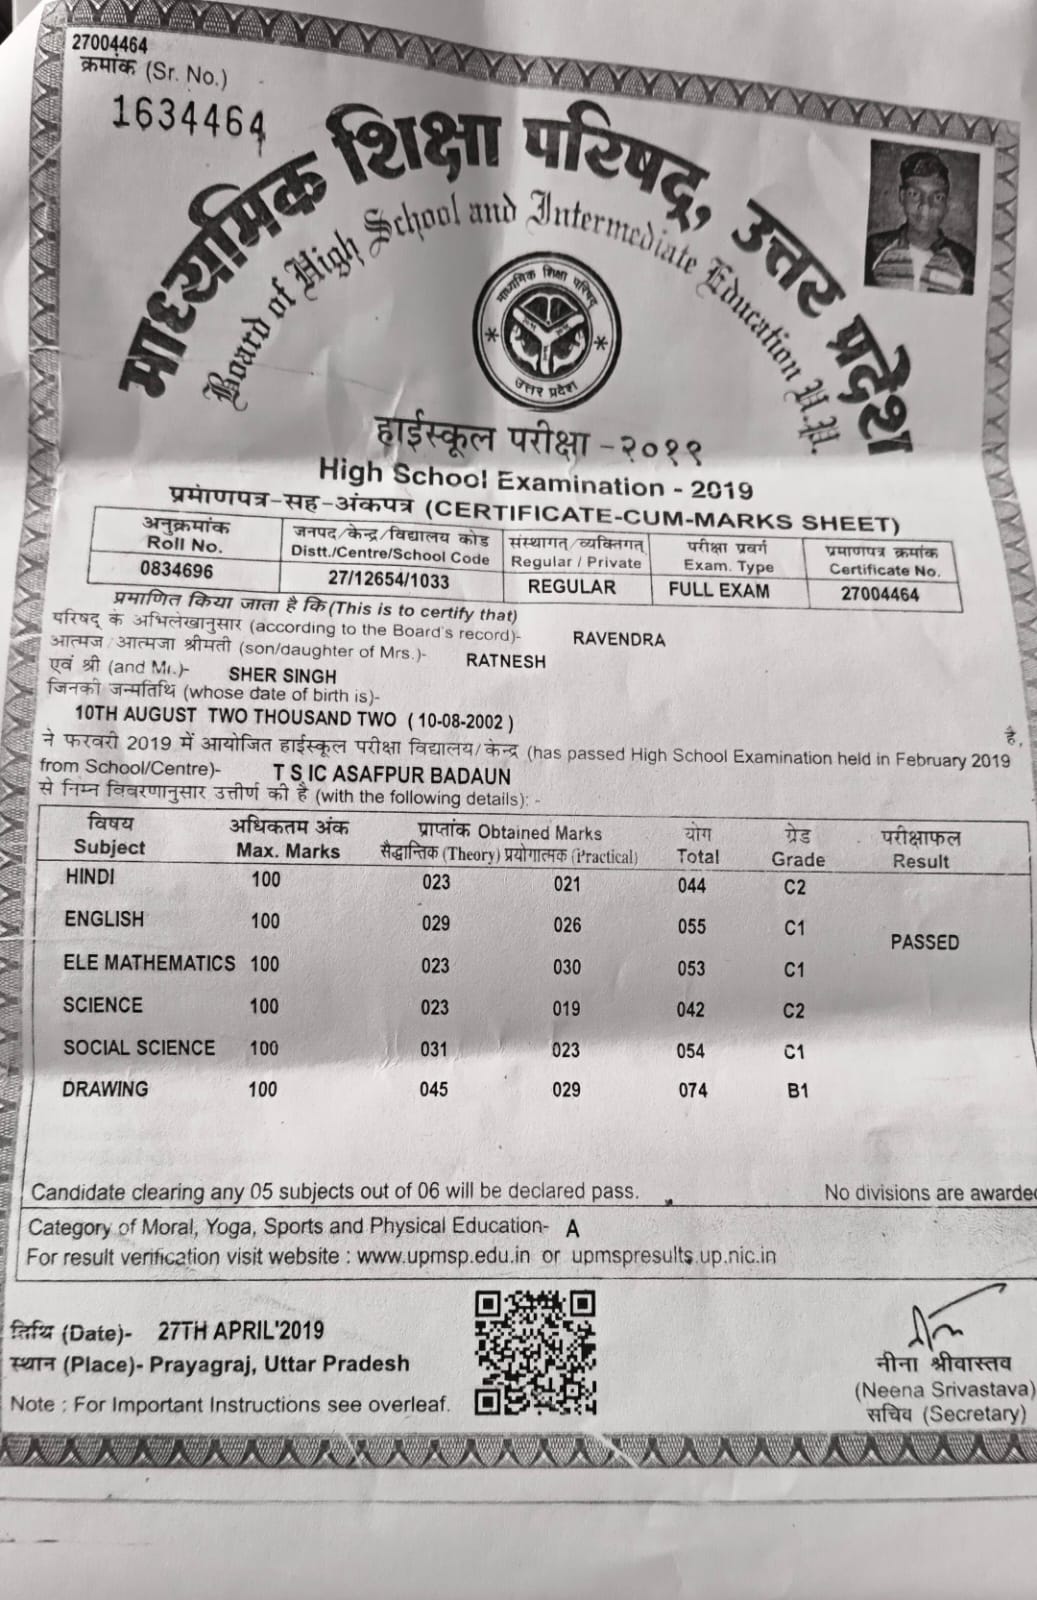 27004464
क्रमांक (Sr. No.)
1634464
माध्यमिक शिक्षा परिषद्, उत्तर प्रदेश
Board of High School and Intermediate Education U.P.
माध्यमिक शिक्षा परिषद्
उत्तर प्रदेश
हाईस्कूल परीक्षा - २०१९
High School Examination - 2019
प्रमाणपत्र-सह-अंकपत्र (CERTIFICATE-CUM-MARKS SHEET)
अनुक्रमांक जनपद/केन्द्र/विद्यालय कोड संस्थागत/व्यक्तिगत् परीक्षा प्रवर्ग प्रमाणपत्र क्रमांक
Roll No. Distt./Centre/School Code Regular / Private Exam. Type Certificate No.
0834696 27/12654/1033 REGULAR FULL EXAM 27004464
प्रमाणित किया जाता है कि (This is to certify that)
परिषद् के अभिलेखानुसार (according to the Board's record)- RAVENDRA
आत्मज/आत्मजा श्रीमती (son/daughter of Mrs.)- RATNESH
एवं श्री (and Mr.)- SHER SINGH
जिनकी जन्मतिथि (whose date of birth is)-
10TH AUGUST TWO THOUSAND TWO ( 10-08-2002 ) है,
ने फरवरी 2019 में आयोजित हाईस्कूल परीक्षा विद्यालय/केन्द्र (has passed High School Examination held in February 2019
from School/Centre)- T S IC ASAFPUR BADAUN
से निम्न विवरणानुसार उत्तीर्ण की है (with the following details): -
विषय अधिकतम अंक प्राप्तांक Obtained Marks योग ग्रेड परीक्षाफल
Subject Max. Marks सैद्धान्तिक (Theory) प्रयोगात्मक (Practical) Total Grade Result
HINDI 100 023 021 044 C2
ENGLISH 100 029 026 055 C1
PASSED
ELE MATHEMATICS 100 023 030 053 C1
SCIENCE 100 023 019 042 C2
SOCIAL SCIENCE 100 031 023 054 C1
DRAWING 100 045 029 074 B1
Candidate clearing any 05 subjects out of 06 will be declared pass. No divisions are awarded
Category of Moral, Yoga, Sports and Physical Education- A
For result verification visit website : www.upmsp.edu.in or upmspresults.up.nic.in
तिथि (Date)- 27TH APRIL'2019
स्थान (Place)- Prayagraj, Uttar Pradesh
Note : For Important Instructions see overleaf.
नीना श्रीवास्तव
(Neena Srivastava)
सचिव (Secretary)